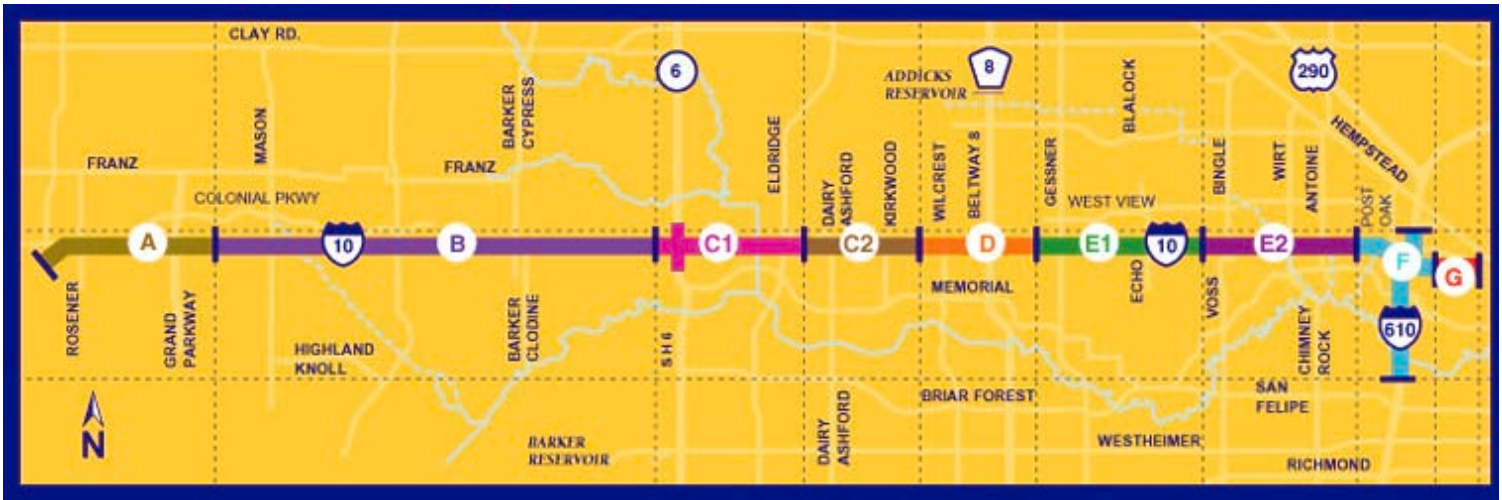 CLAY RD.
6
8
290
ADDICKS
RESERVOIR
BLALOCK
HEMPSTEAD
MASON
BARKER
CYPRESS
FRANZ
FRANZ
ELDRIDGE
DAIRY
ASHFORD
KIRKWOOD
WILCREST
BELTWAY 8
GESSNER
BINGLE
WIRT
ANTOINE
POST
OAK
COLONIAL PKWY
WEST VIEW
A
10
B
C1
C2
D
E1
10
E2
F
G
ROSENER
GRAND
PARKWAY
HIGHLAND
KNOLL
BARKER
CLODINE
S H 6
MEMORIAL
ECHO
VOSS
CHIMNEY
ROCK
610
BRIAR FOREST
SAN
FELIPE
N
BARKER
RESERVOIR
DAIRY
ASHFORD
WESTHEIMER
RICHMOND